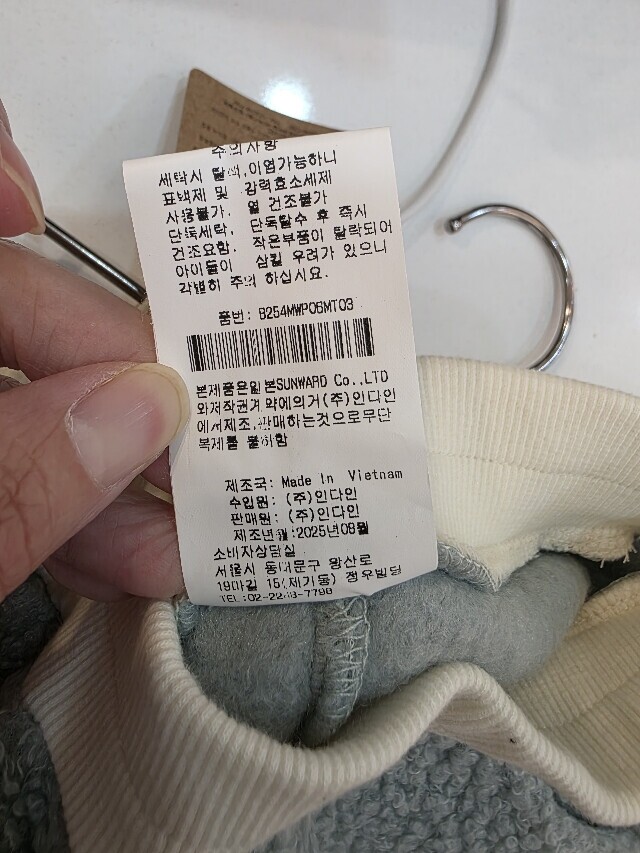 주의사항
세탁시 탈색,이염가능하니
표백제 및 강력효소세제
사용불가. 열 건조불가
단독세탁, 단독탈수 후 즉시
건조요함. 작은부품이 탈락되어
아이들이 삼킬 우려가 있으니
각별히 주의 하십시요.
품번: B254MWP06MT03
본제품은일본SUNWARD Co.,LTD
와저작권계약에의거(주)인다인
에서제조,판매하는것으로무단
복제를 불허함
제조국: Made In Vietnam
수입원: (주)인다인
판매원: (주)인다인
제조년월:2025년08월
소비자상담실
서울시 동대문구 왕산로
19마길 15(제기동) 정우빌딩